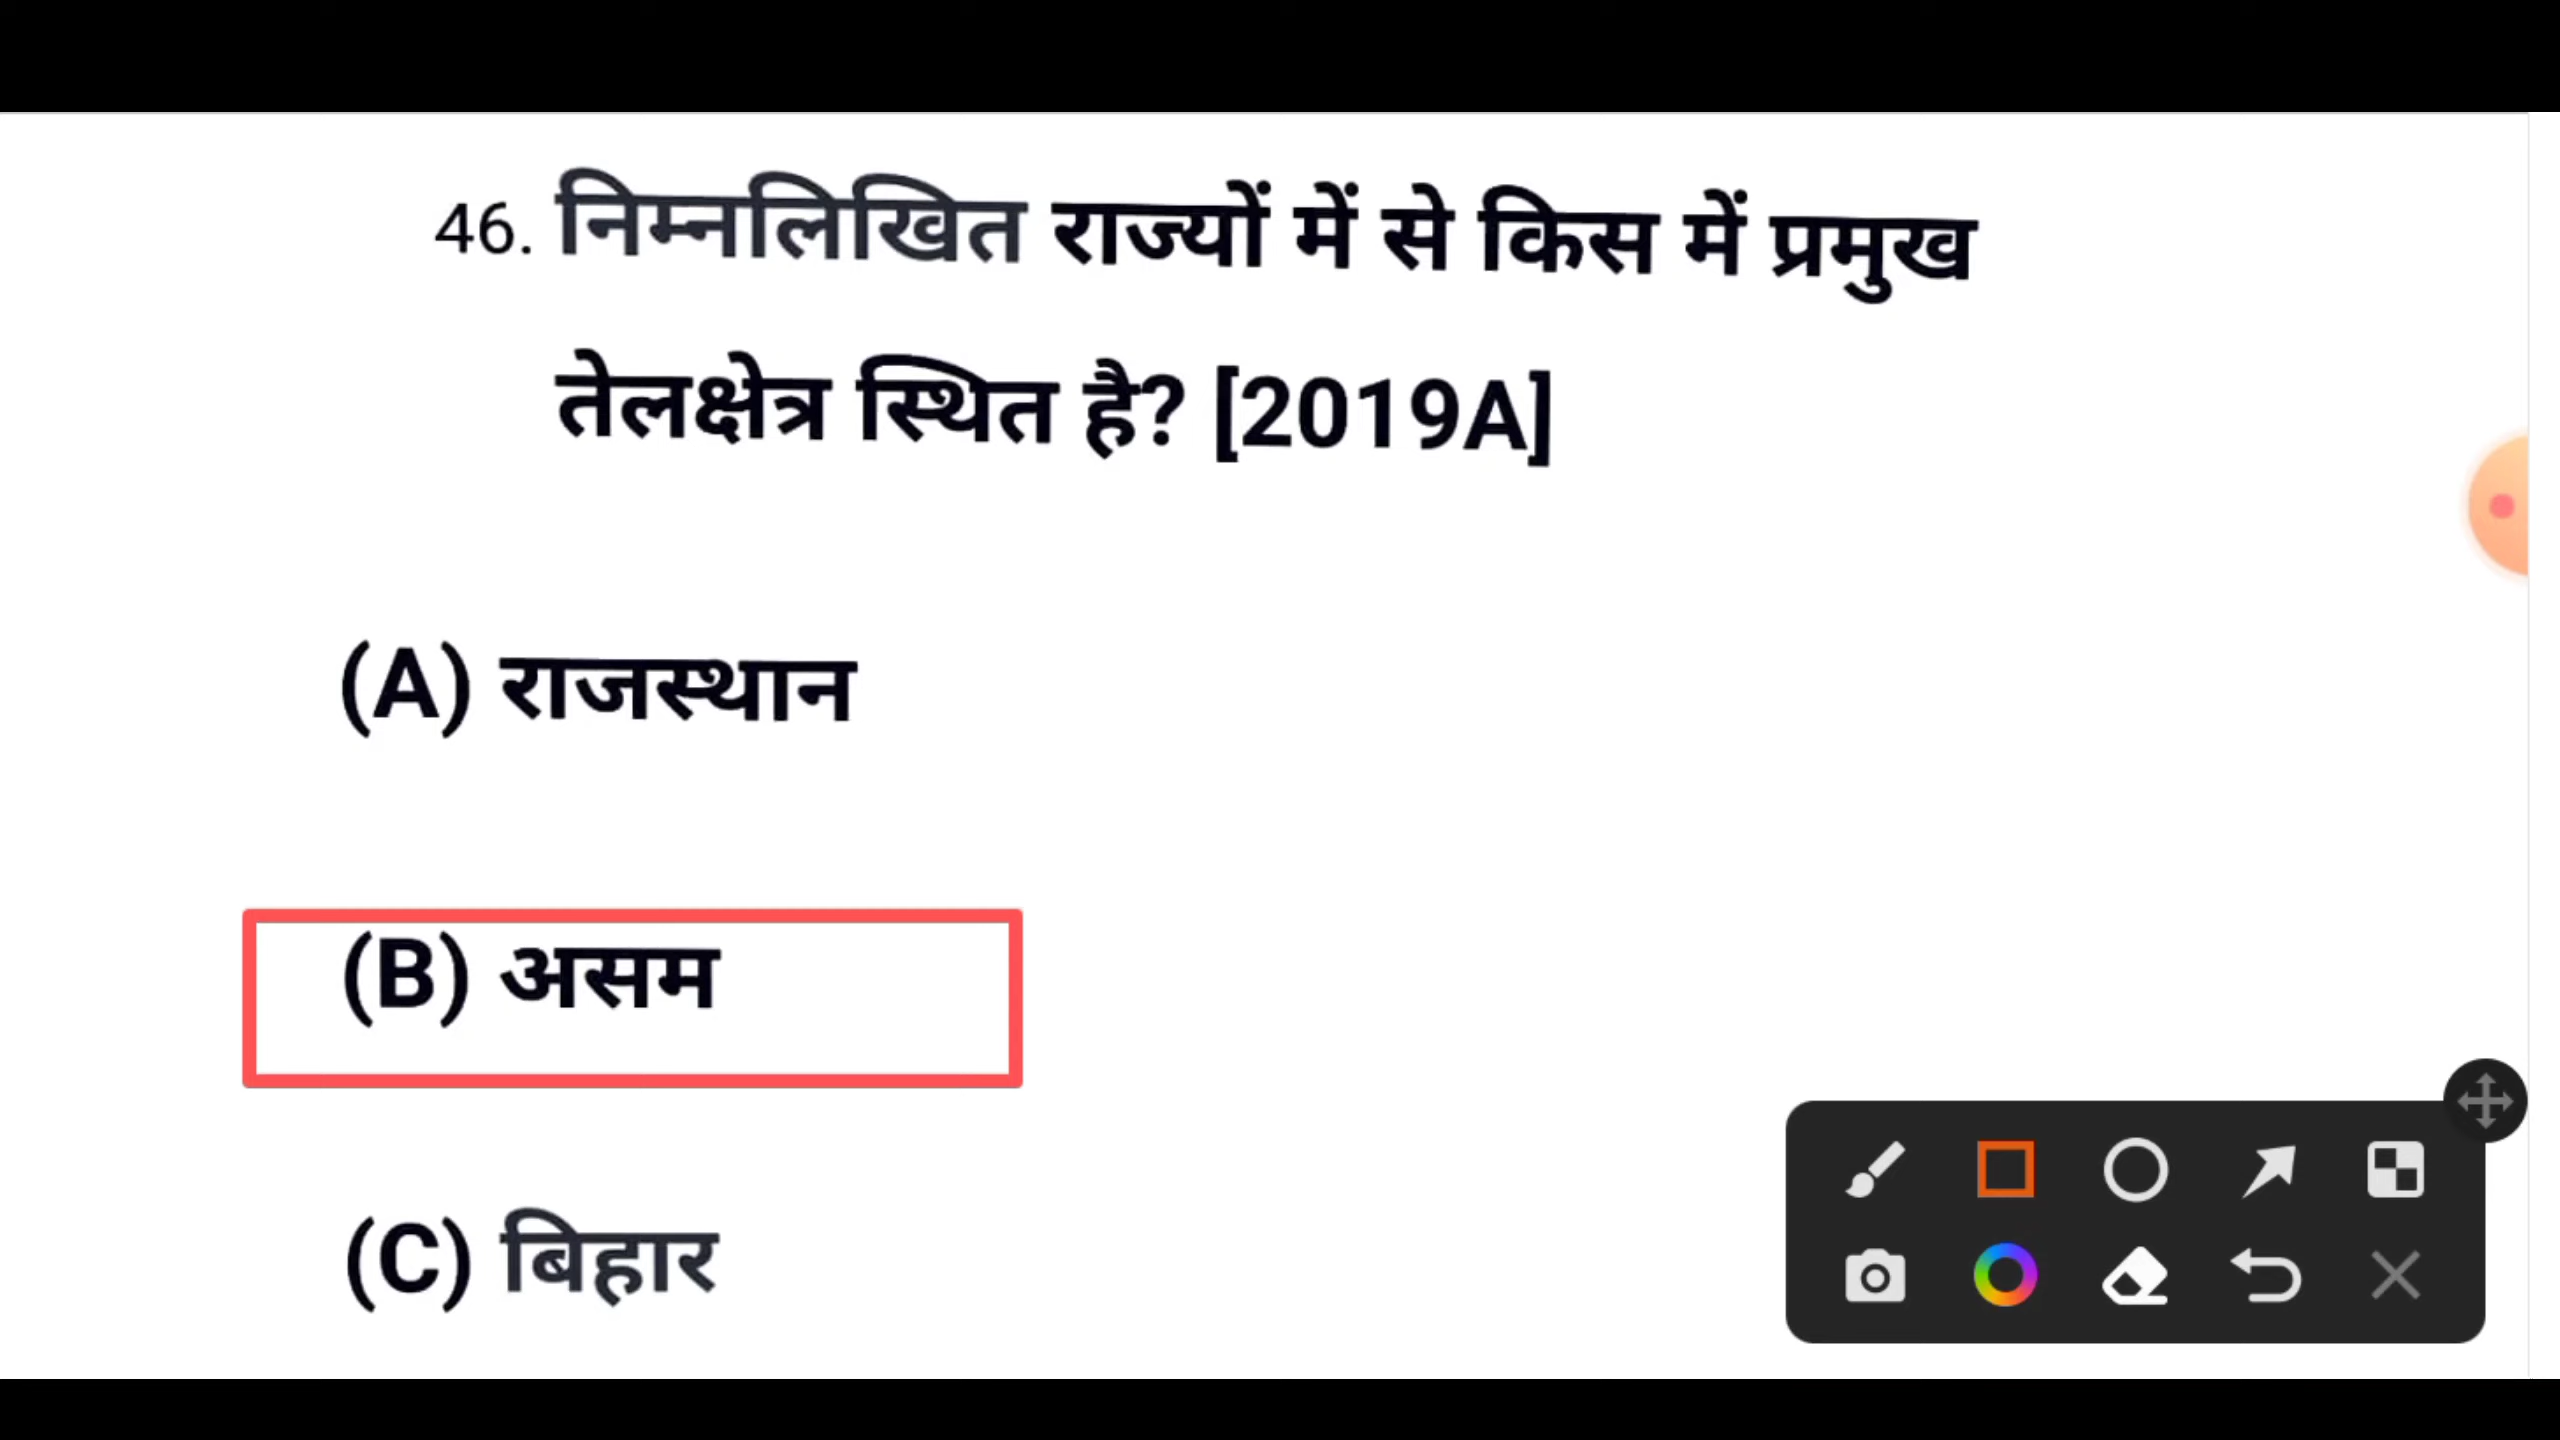 46. निम्नलिखित राज्यों में से किस में प्रमुख
तेलक्षेत्र स्थित है? [2019A]
(A) राजस्थान
(B) असम
(C) बिहार